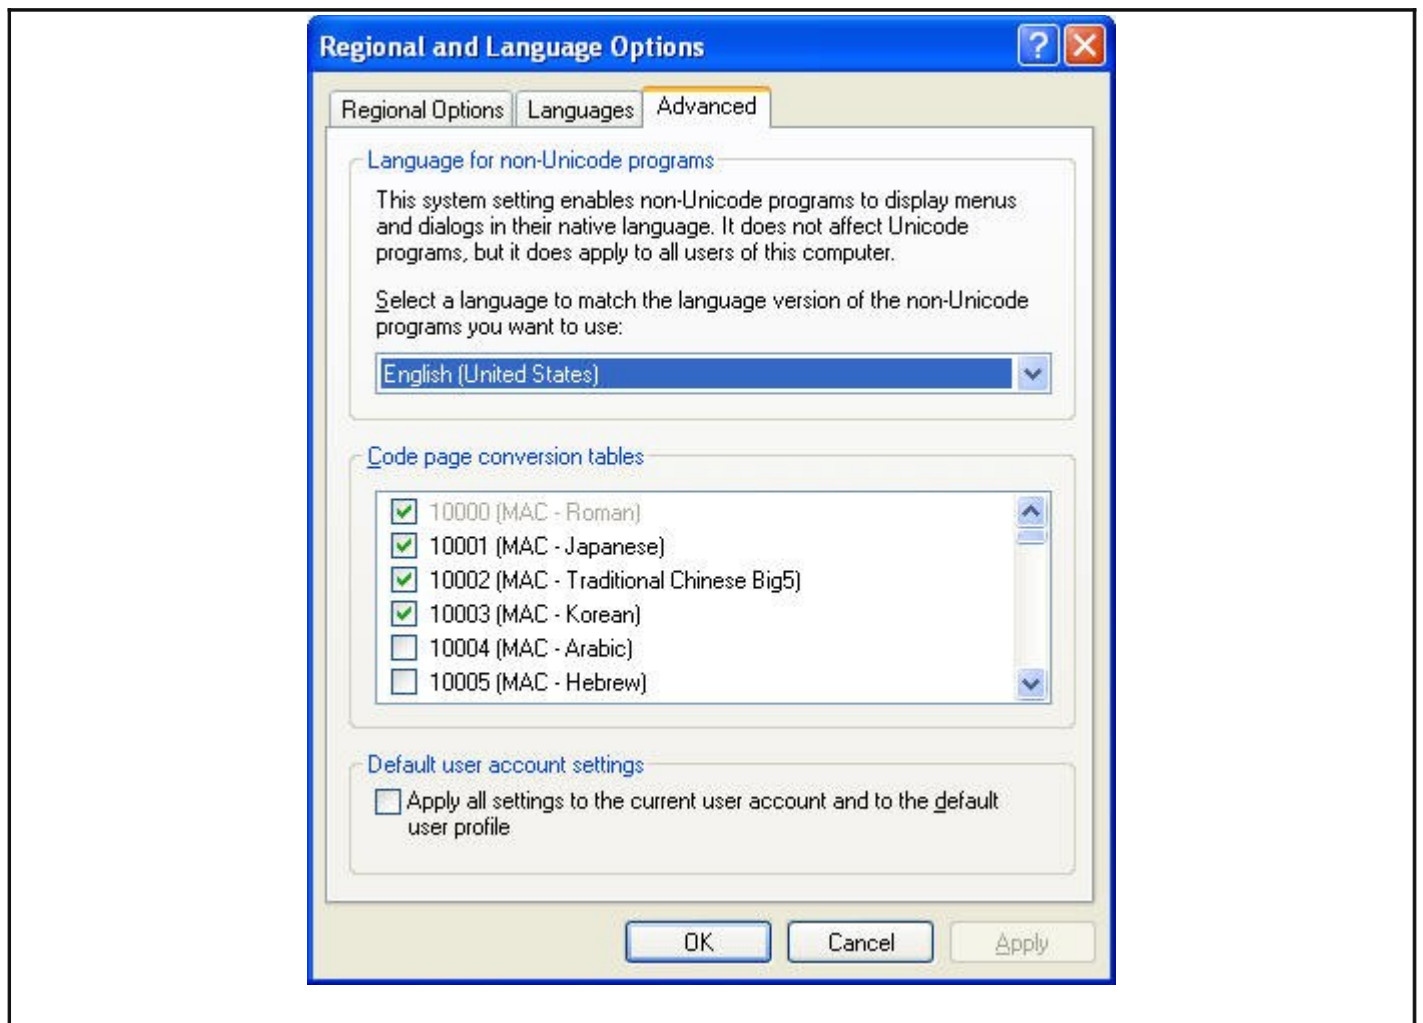 Regional and Language Options
Regional Options Languages Advanced
Language for non-Unicode programs
This system setting enables non-Unicode programs to display menus
and dialogs in their native language. It does not affect Unicode
programs, but it does apply to all users of this computer.
Select a language to match the language version of the non-Unicode
programs you want to use:
English (United States)
Code page conversion tables
10000 (MAC - Roman)
10001 (MAC - Japanese)
10002 (MAC - Traditional Chinese Big5)
10003 (MAC - Korean)
10004 (MAC - Arabic)
10005 (MAC - Hebrew)
Default user account settings
Apply all settings to the current user account and to the default
user profile
OK Cancel Apply